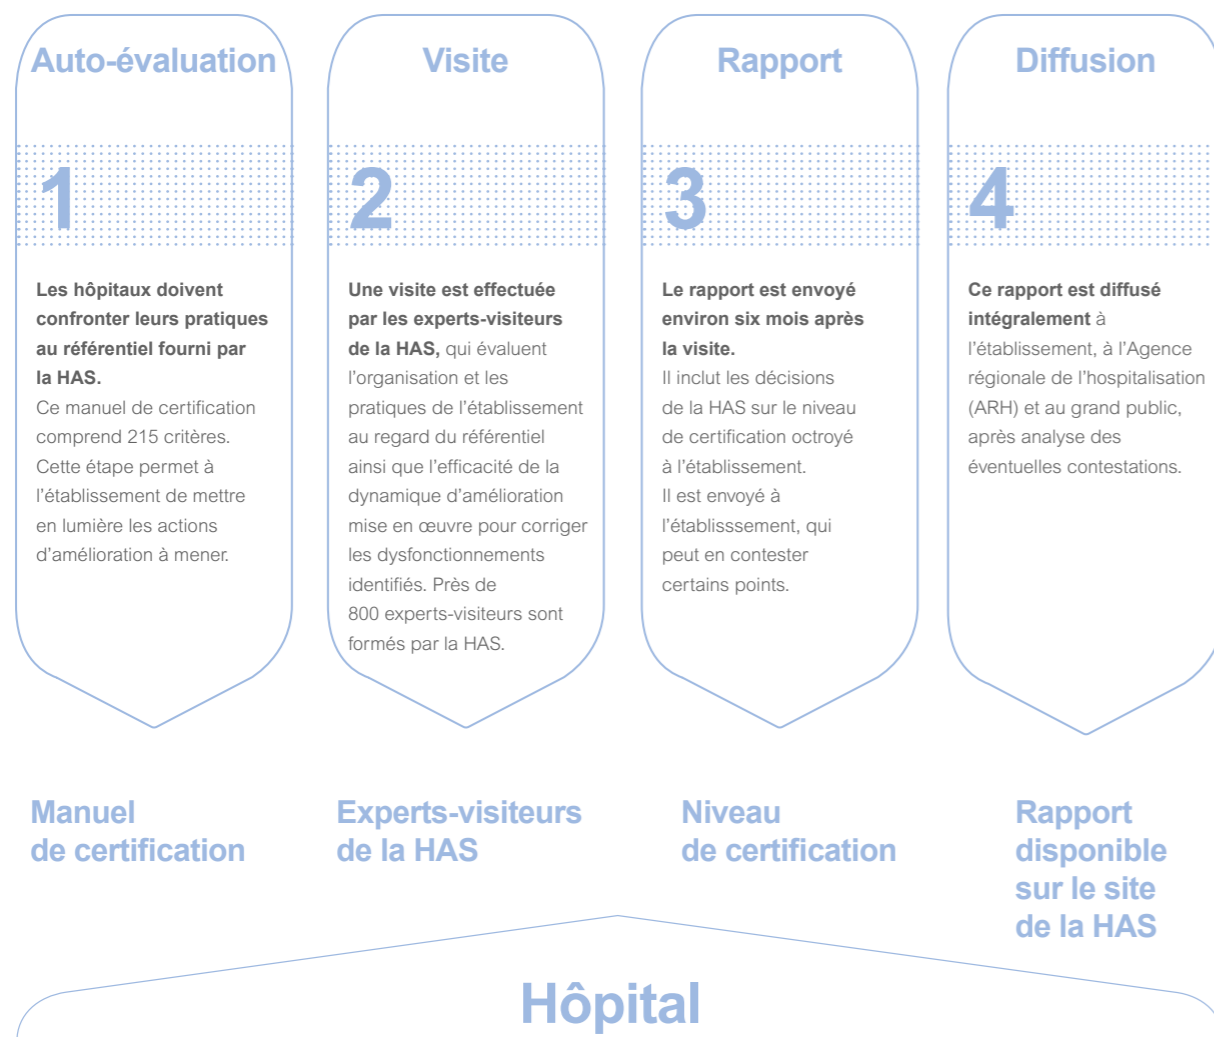 Auto-évaluation
1
Les hôpitaux doivent
confronter leurs pratiques
au référentiel fourni par
la HAS.
Ce manuel de certification
comprend 215 critères.
Cette étape permet à
l’établissement de mettre
en lumière les actions
d’amélioration à mener.
Manuel
de certification
Visite
2
Une visite est effectuée
par les experts-visiteurs
de la HAS, qui évaluent
l’organisation et les
pratiques de l’établissement
au regard du référentiel
ainsi que l’efficacité de la
dynamique d’amélioration
mise en œuvre pour corriger
les dysfonctionnements
identifiés. Près de
800 experts-visiteurs sont
formés par la HAS.
Experts-visiteurs
de la HAS
Rapport
3
Le rapport est envoyé
environ six mois après
la visite.
Il inclut les décisions
de la HAS sur le niveau
de certification octroyé
à l’établissement.
Il est envoyé à
l’établisssement, qui
peut en contester
certains points.
Niveau
de certification
Diffusion
4
Ce rapport est diffusé
intégralement à
l’établissement, à l’Agence
régionale de l’hospitalisation
(ARH) et au grand public,
après analyse des
éventuelles contestations.
Rapport
disponible
sur le site
de la HAS
Hôpital